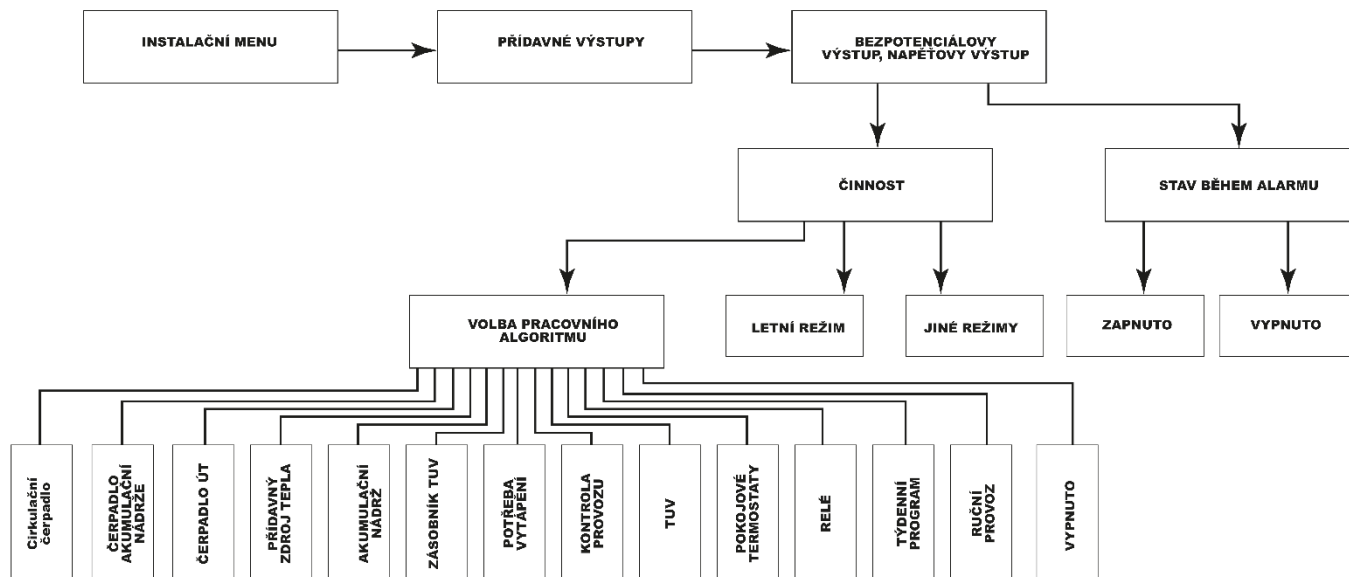 INSTALAČNÍ MENU
PŘÍDAVNÉ VÝSTUPY
BEZPOTENCIÁLOVY
VÝSTUP, NAPĚŤOVY VÝSTUP
ČINNOST
STAV BĚHEM ALARMU
VOLBA PRACOVNÍHO
ALGORITMU
LETNÍ REŽIM
JINÉ REŽIMY
ZAPNUTO
VYPNUTO
Cirkulační
čerpadlo
ČERPADLO
AKUMULAČNÍ
NÁDRŽE
ČERPADLO ÚT
PŘÍDAVNÝ
ZDROJ TEPLA
AKUMULAČNÍ
NÁDRŽ
ZÁSOBNÍK TUV
POTŘEBA
VYTÁPĚNÍ
KONTROLA
PROVOZU
TUV
POKOJOVÉ
TERMOSTATY
RELÉ
TÝDENNÍ
PROGRAM
RUČNÍ
PROVOZ
VYPNUTO